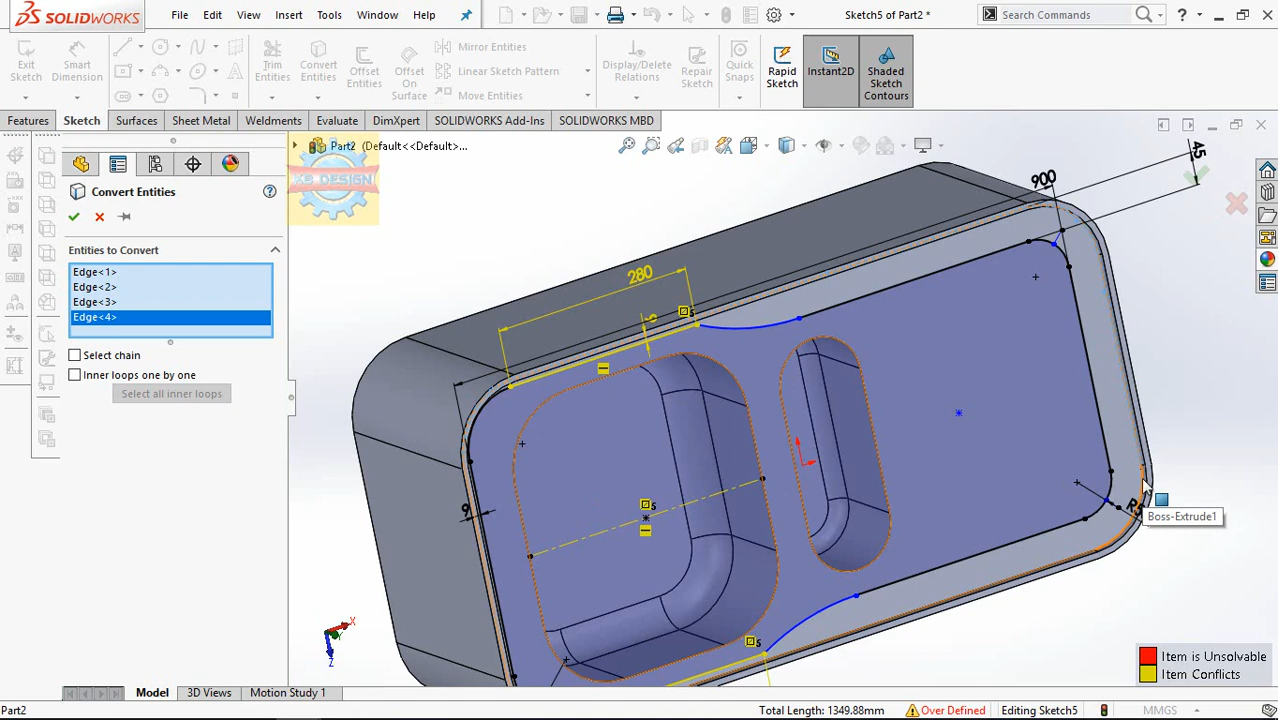 SOLIDWORKS
File Edit View Insert Tools Window Help
Sketch5 of Part2 *
Search Commands
Exit Sketch
Smart Dimension
Trim Entities
Convert Entities
Offset Entities
Offset On Surface
Mirror Entities
Linear Sketch Pattern
Move Entities
Display/Delete Relations
Repair Sketch
Quick Snaps
Rapid Sketch
Instant2D
Shaded Sketch Contours
Features Sketch Surfaces Sheet Metal Weldments Evaluate DimXpert SOLIDWORKS Add-Ins SOLIDWORKS MBD
Part2 (Default<<Default>...
KS DESIGN
Convert Entities
Entities to Convert
Edge<1>
Edge<2>
Edge<3>
Edge<4>
Select chain
Inner loops one by one
Select all inner loops
45
900
280
9
Boss-Extrude1
X
Z
Item is Unsolvable
Item Conflicts
Model 3D Views Motion Study 1
Part2
Total Length: 1349.88mm Over Defined Editing Sketch5 MMGS